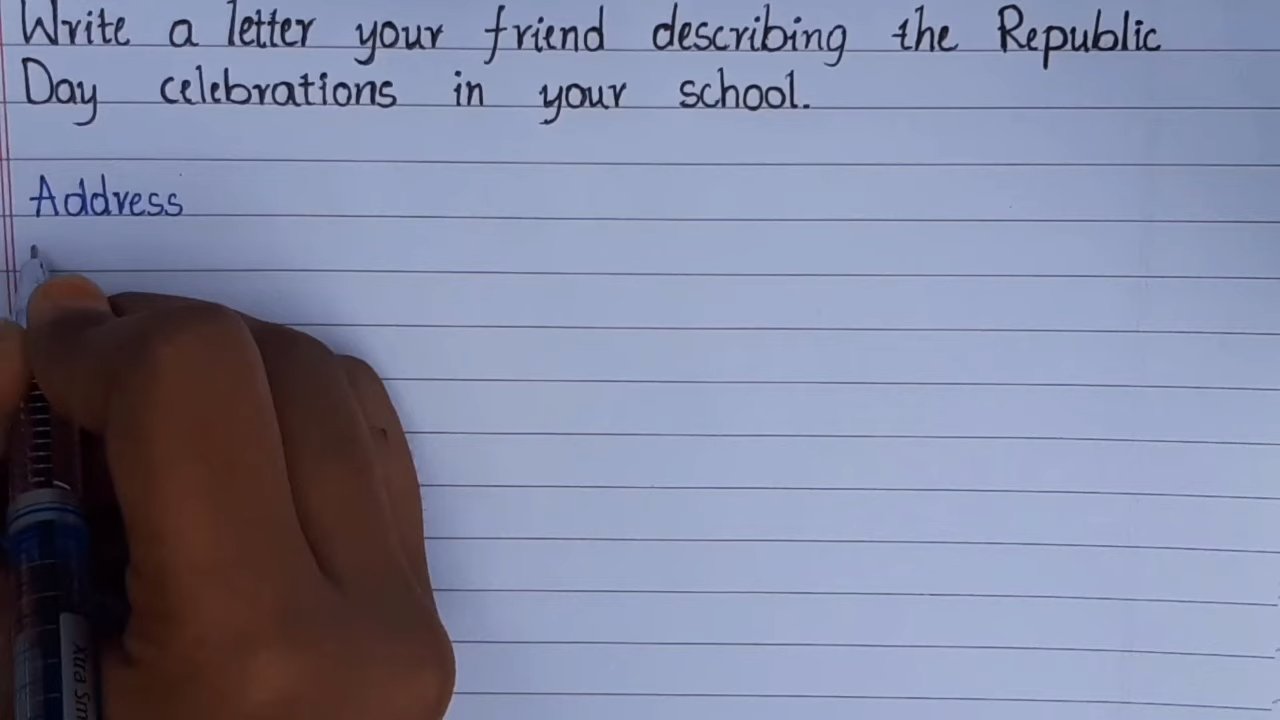 Write a letter your friend describing the Republic
Day celebrations in your school.
Address